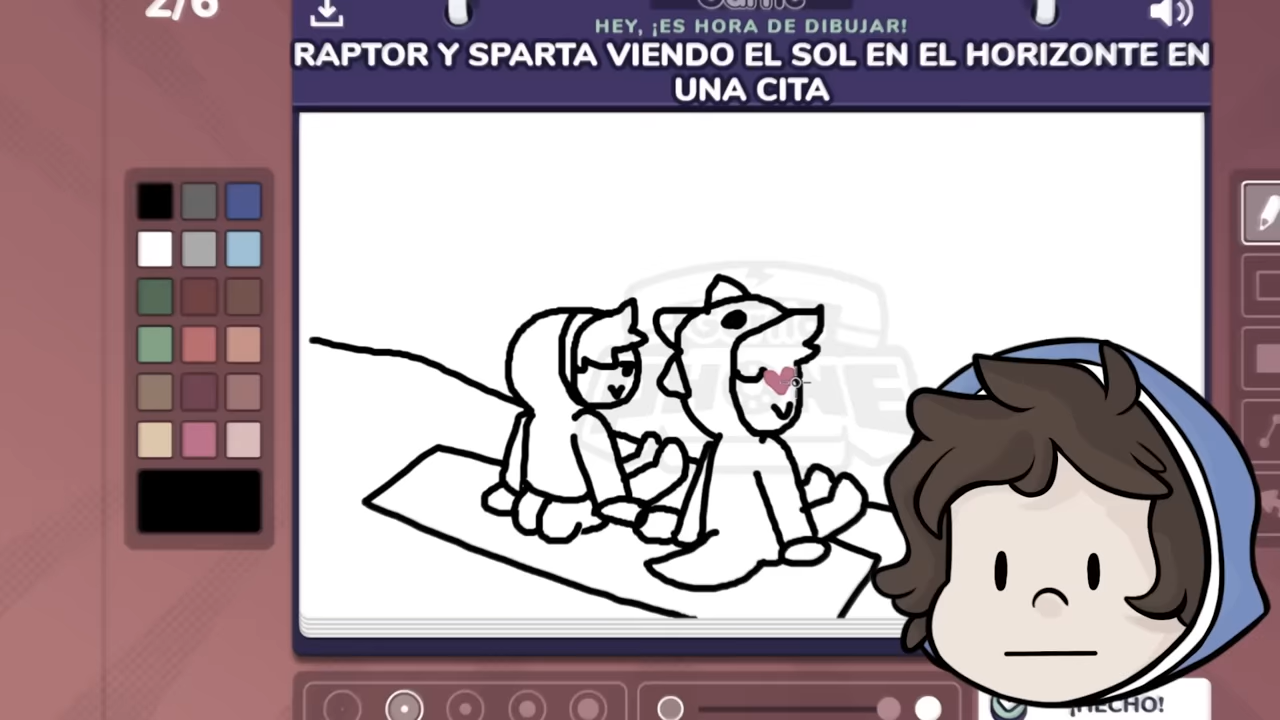 2/6
HEY, ¡ES HORA DE DIBUJAR!
RAPTOR Y SPARTA VIENDO EL SOL EN EL HORIZONTE EN
UNA CITA
¡HECHO!